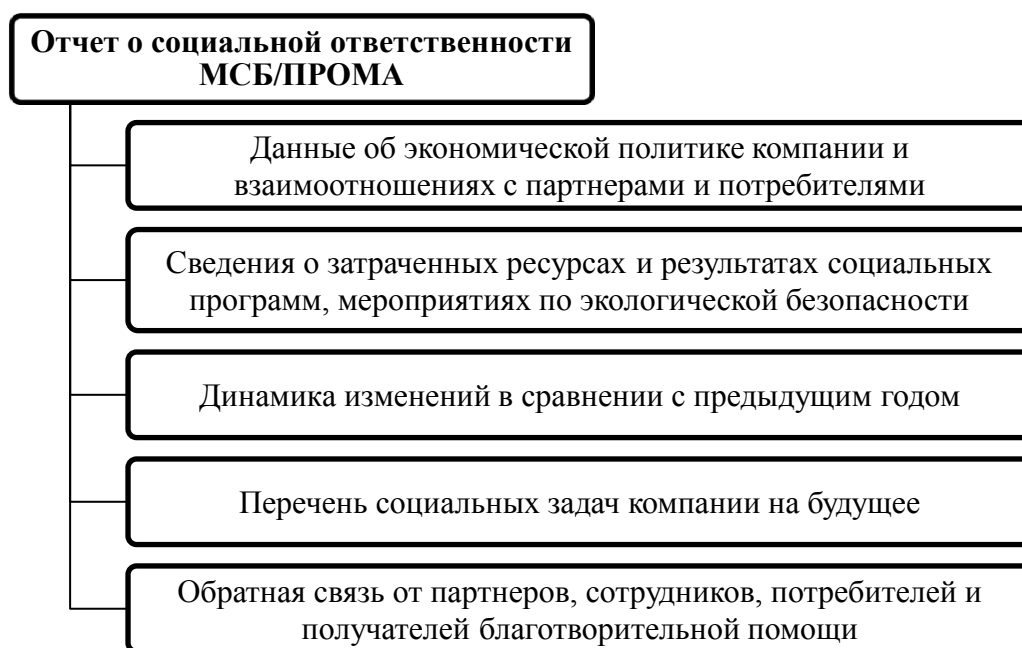 Отчет о социальной ответственности
МСБ/ПРОМА
Данные об экономической политике компании и
взаимоотношениях с партнерами и потребителями
Сведения о затраченных ресурсах и результатах социальных
программ, мероприятиях по экологической безопасности
Динамика изменений в сравнении с предыдущим годом
Перечень социальных задач компании на будущее
Обратная связь от партнеров, сотрудников, потребителей и
получателей благотворительной помощи